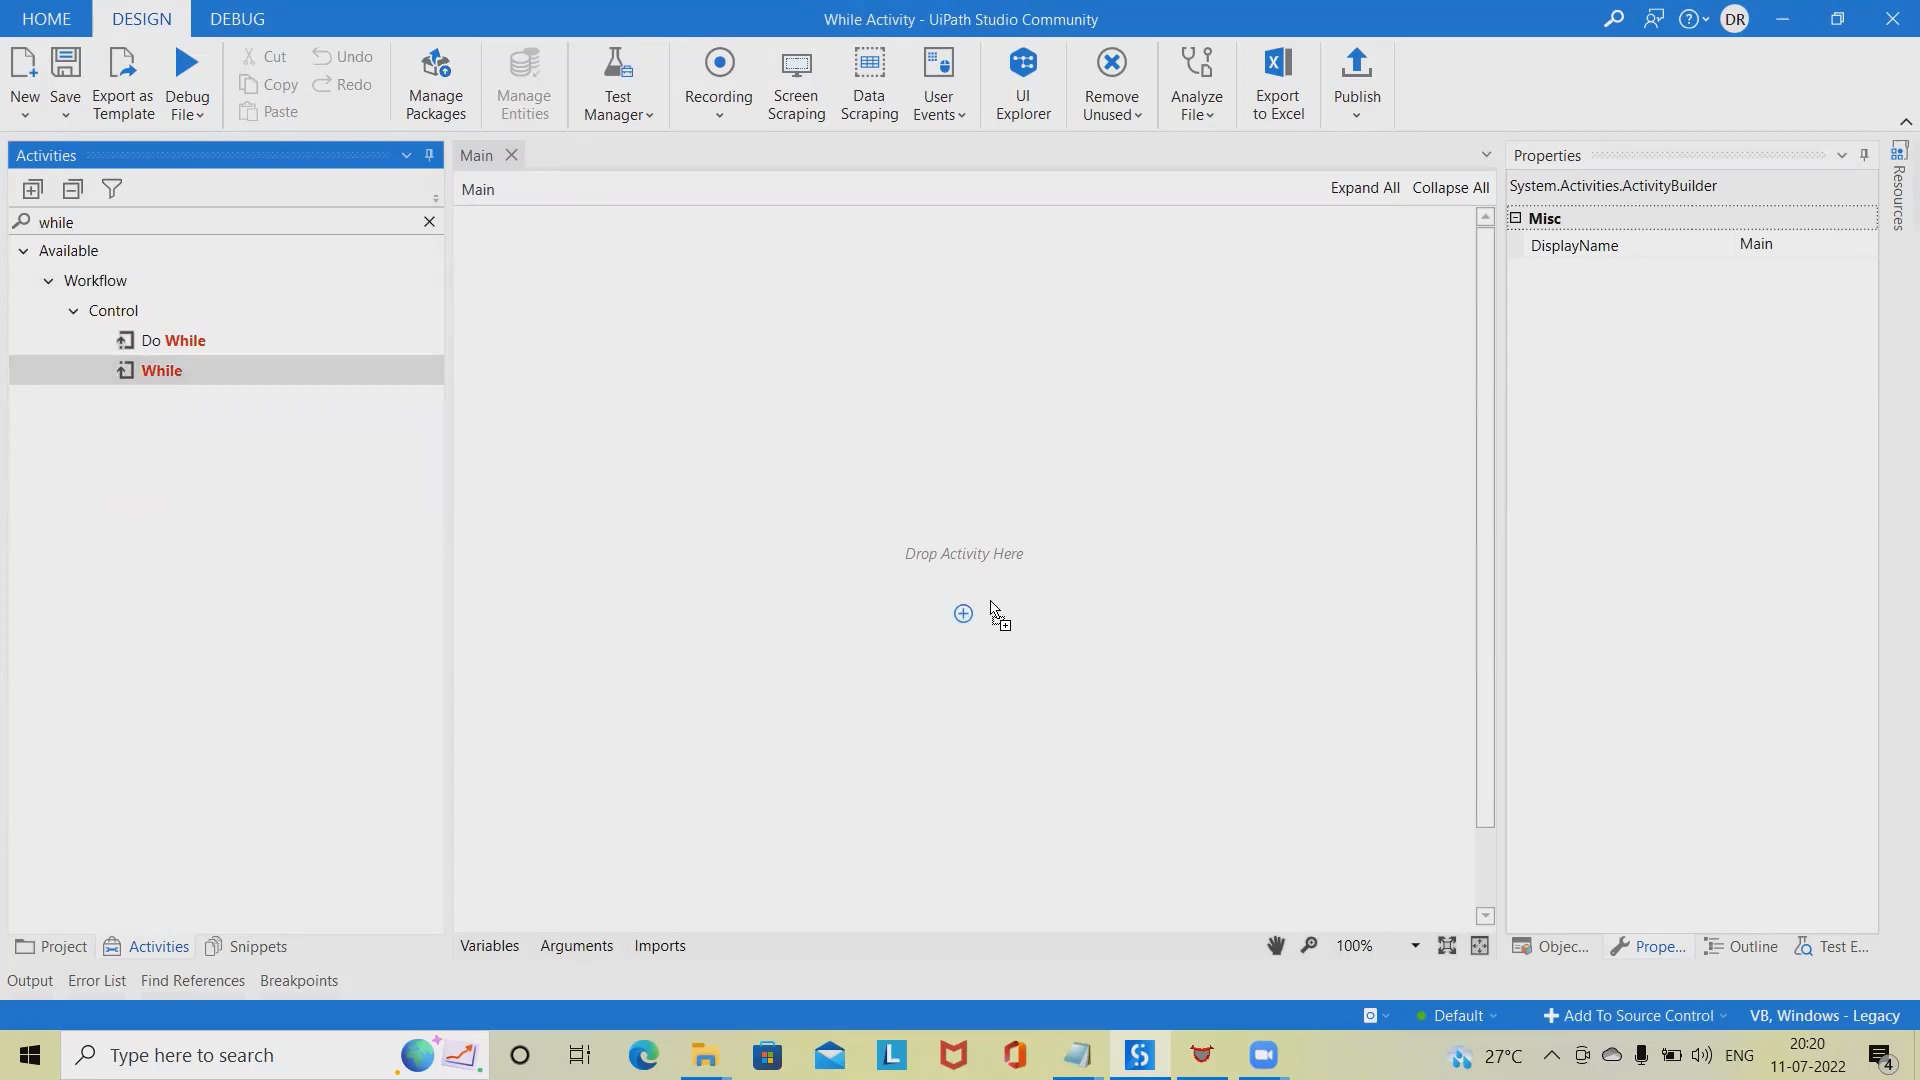 HOME DESIGN DEBUG
While Activity - UiPath Studio Community
DR
New
Save
Export as Template
Debug File
Cut
Copy
Paste
Undo
Redo
Manage Packages
Manage Entities
Test Manager
Recording
Screen Scraping
Data Scraping
User Events
UI Explorer
Remove Unused
Analyze File
Export to Excel
Publish
Activities
while
Available
Workflow
Control
Do While
While
Main
Main
Expand All Collapse All
Drop Activity Here
Properties
System.Activities.ActivityBuilder
Misc
DisplayName Main
Resources
Project Activities Snippets
Variables Arguments Imports
100%
Objec... Prope... Outline Test E...
Output Error List Find References Breakpoints
Default Add To Source Control VB, Windows - Legacy
Type here to search
L
27°C
ENG
20:20
11-07-2022
4